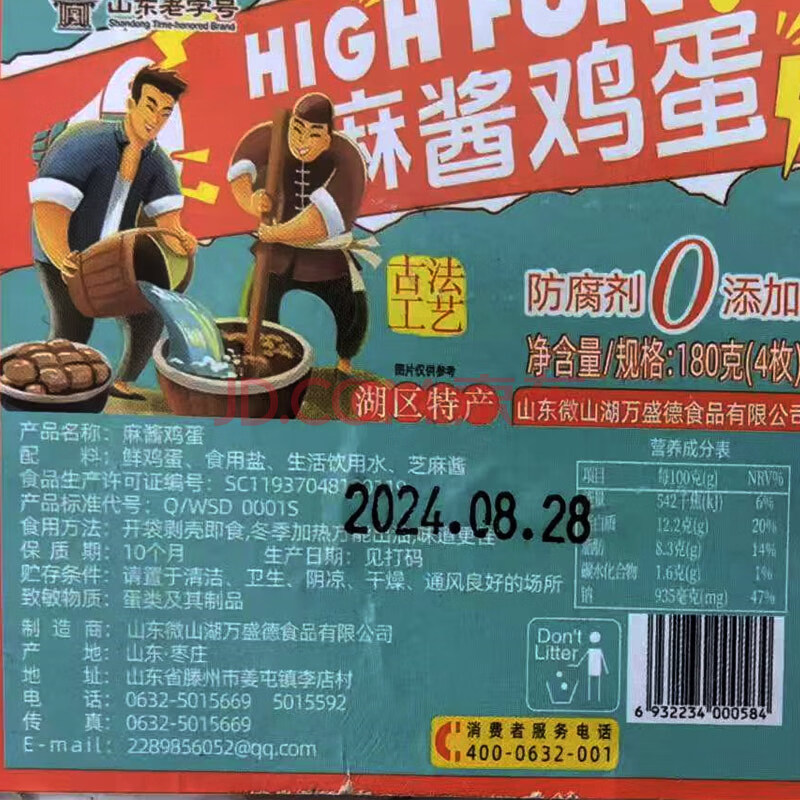 山东老字号
Shandong Time-honored Brand
HIGH FUN
麻酱鸡蛋
古法
工艺
防腐剂0添加
净含量/规格:180克(4枚)
图片仅供参考
湖区特产
山东微山湖万盛德食品有限公司
JD.COM
产品名称：麻酱鸡蛋
配 料：鲜鸡蛋、食用盐、生活饮用水、芝麻酱
食品生产许可证编号：SC1193704810
产品标准代号：Q/WSD 0001S
2024.08.28
食用方法：开袋剥壳即食,冬季加热方能出油,味道更佳
保 质 期：10个月 生产日期：见打码
贮存条件：请置于清洁、卫生、阴凉、干燥、通风良好的场所
致敏物质：蛋类及其制品
制 造 商：山东微山湖万盛德食品有限公司
产 地：山东·枣庄
地 址：山东省滕州市姜屯镇李店村
电 话：0632-5015669 5015592
传 真：0632-5015669
E-mail：2289856052@qq.com
营养成分表
项目 每100克(g) NRV%
542千焦(kJ) 6%
12.2克(g) 20%
脂肪 8.3克(g) 14%
碳水化合物 1.6克(g) 1%
钠 935毫克(mg) 47%
Don't
Litter
6 932234 000584
消费者服务电话
400-0632-001